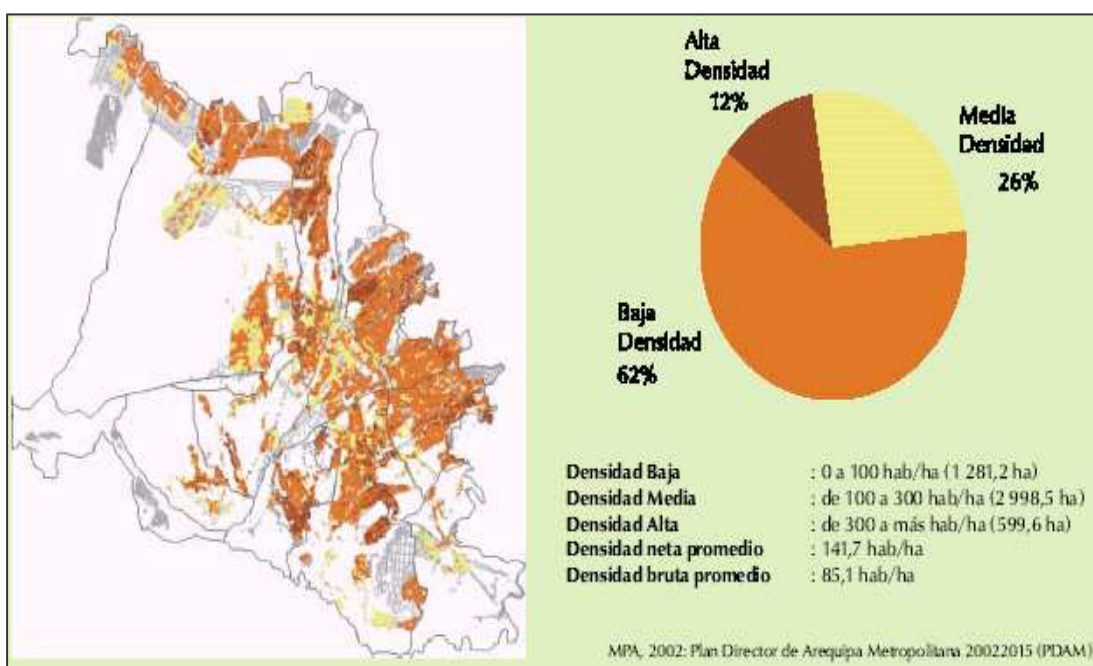 Alta
Densidad
12%
Media
Densidad
26%
Baja
Densidad
62%
Densidad Baja : 0 a 100 hab/ha (1 281,2 ha)
Densidad Media : de 100 a 300 hab/ha (2 998,5 ha)
Densidad Alta : de 300 a más hab/ha (599,6 ha)
Densidad neta promedio : 141,7 hab/ha
Densidad bruta promedio : 85,1 hab/ha
MPA, 2002: Plan Director de Arequipa Metropolitana 20022015 (PDAM)